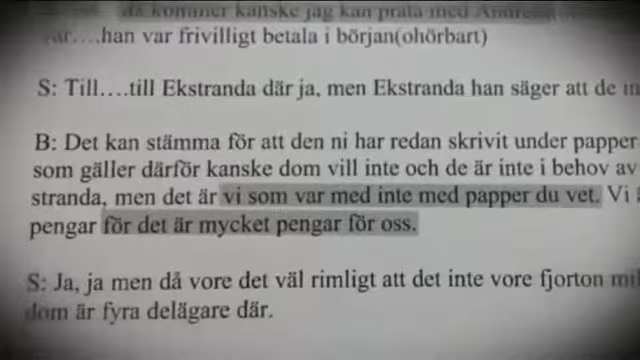 då kommer kanske jag kan prata med
var….han var frivilligt betala i början(ohörbart)
S: Till….till Ekstranda där ja, men Ekstranda han säger att de
B: Det kan stämma för att den ni har redan skrivit under papper
som gäller därför kanske dom vill inte och de är inte i behov av
stranda, men det är vi som var med inte med papper du vet. Vi
pengar för det är mycket pengar för oss.
S: Ja, ja men då vore det väl rimligt att det inte vore fjorton
dom är fyra delägare där.